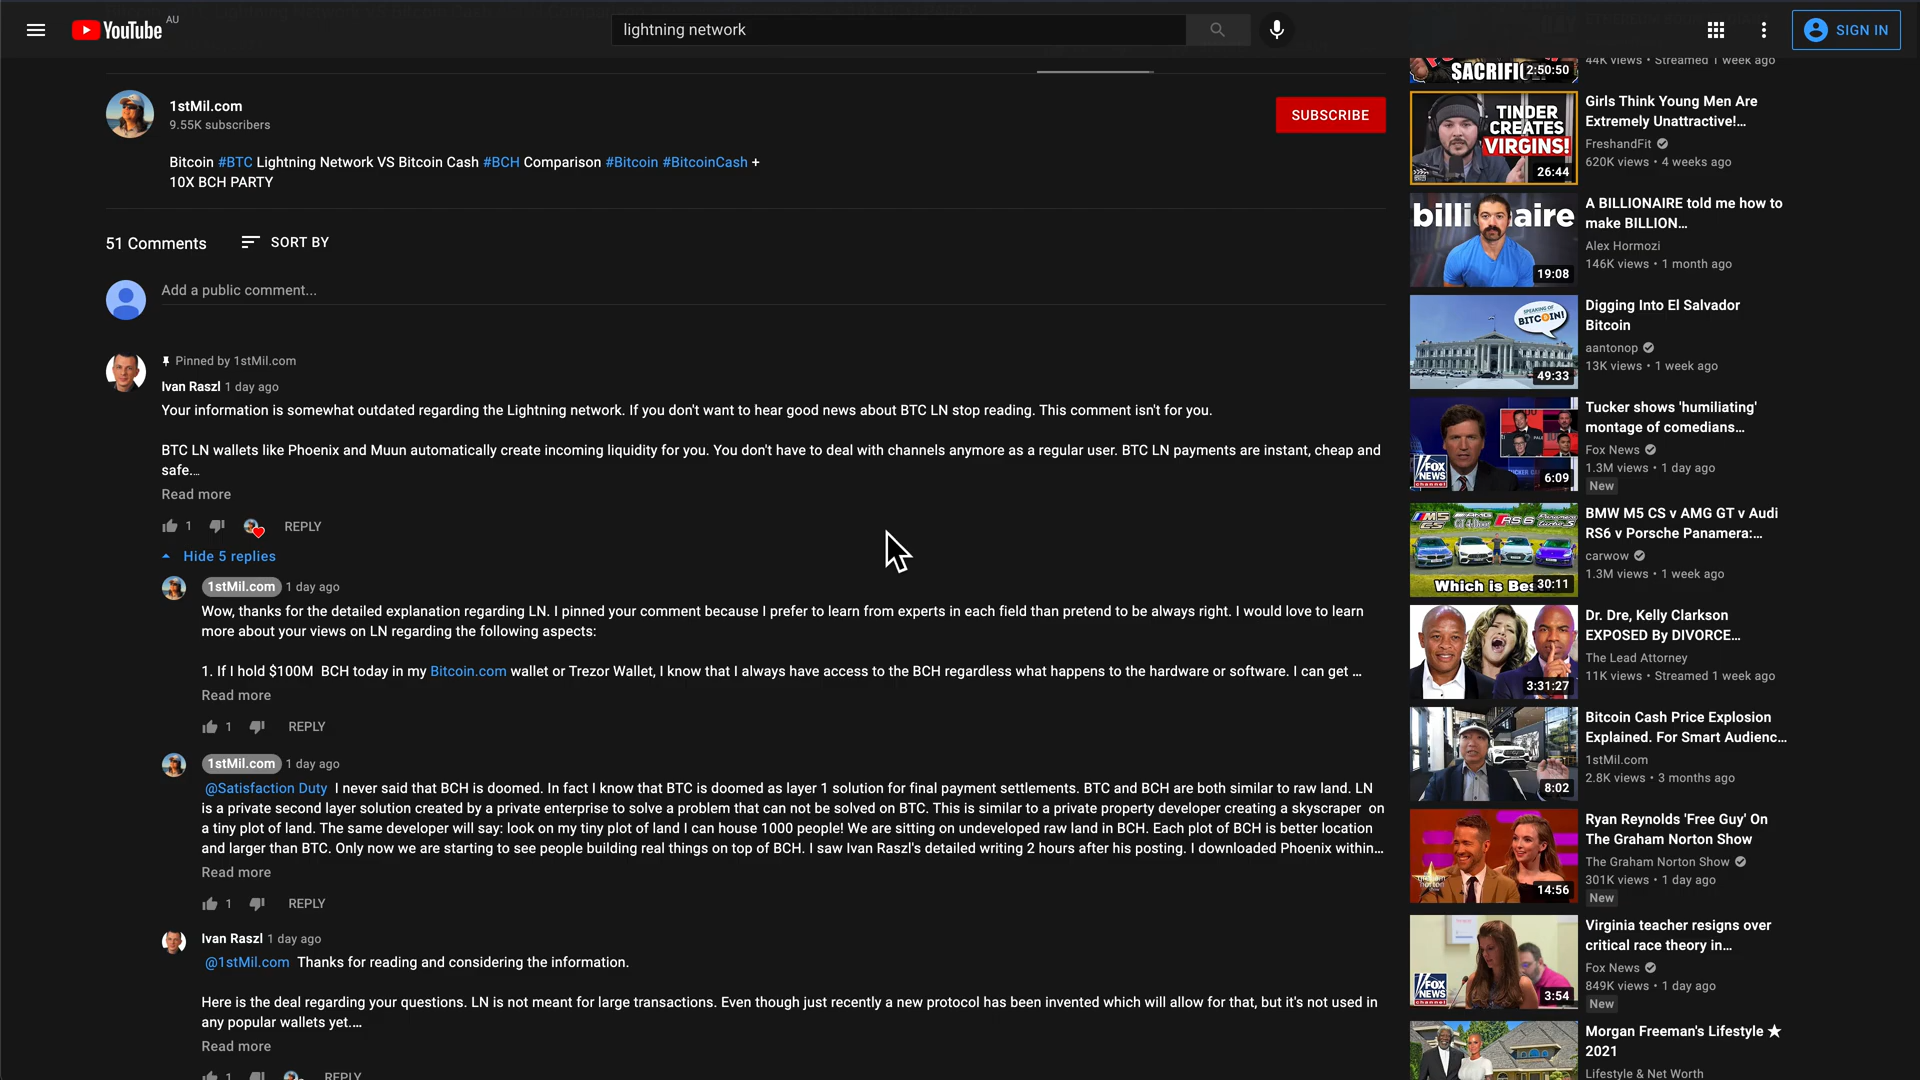 YouTube AU
lightning network
SIGN IN
1stMil.com
9.55K subscribers
SUBSCRIBE
Bitcoin #BTC Lightning Network VS Bitcoin Cash #BCH Comparison #Bitcoin #BitcoinCash +
10X BCH PARTY
51 Comments
SORT BY
Add a public comment...
Pinned by 1stMil.com
Ivan Raszl 1 day ago
Your information is somewhat outdated regarding the Lightning network. If you don't want to hear good news about BTC LN stop reading. This comment isn't for you.
BTC LN wallets like Phoenix and Muun automatically create incoming liquidity for you. You don't have to deal with channels anymore as a regular user. BTC LN payments are instant, cheap and
safe...
Read more
1 REPLY
Hide 5 replies
1stMil.com 1 day ago
Wow, thanks for the detailed explanation regarding LN. I pinned your comment because I prefer to learn from experts in each field than pretend to be always right. I would love to learn
more about your views on LN regarding the following aspects:
1. If I hold $100M BCH today in my Bitcoin.com wallet or Trezor Wallet, I know that I always have access to the BCH regardless what happens to the hardware or software. I can get ...
Read more
1 REPLY
1stMil.com 1 day ago
@Satisfaction Duty I never said that BCH is doomed. In fact I know that BTC is doomed as layer 1 solution for final payment settlements. BTC and BCH are both similar to raw land. LN
is a private second layer solution created by a private enterprise to solve a problem that can not be solved on BTC. This is similar to a private property developer creating a skyscraper on
a tiny plot of land. The same developer will say: look on my tiny plot of land I can house 1000 people! We are sitting on undeveloped raw land in BCH. Each plot of BCH is better location
and larger than BTC. Only now we are starting to see people building real things on top of BCH. I saw Ivan Raszl's detailed writing 2 hours after his posting. I downloaded Phoenix within...
Read more
1 REPLY
Ivan Raszl 1 day ago
@1stMil.com Thanks for reading and considering the information.
Here is the deal regarding your questions. LN is not meant for large transactions. Even though just recently a new protocol has been invented which will allow for that, but it's not used in
any popular wallets yet....
Read more
1 REPLY
SACRIFI
2:50:50
44K views • Streamed 1 week ago
TINDER
CREATES
VIRGINS!
26:44
Girls Think Young Men Are
Extremely Unattractive!...
FreshandFit
620K views • 4 weeks ago
billi aire
19:08
A BILLIONAIRE told me how to
make BILLION...
Alex Hormozi
146K views • 1 month ago
SPEAKING OF
BITCOIN!
49:33
Digging Into El Salvador
Bitcoin
aantonop
13K views • 1 week ago
FOX
NEWS
channel
6:09
Tucker shows 'humiliating'
montage of comedians...
Fox News
1.3M views • 1 day ago
New
M5 CS
RS6
Which is Bes
30:11
BMW M5 CS v AMG GT v Audi
RS6 v Porsche Panamera:...
carwow
1.3M views • 1 week ago
3:31:27
Dr. Dre, Kelly Clarkson
EXPOSED By DIVORCE...
The Lead Attorney
11K views • Streamed 1 week ago
8:02
Bitcoin Cash Price Explosion
Explained. For Smart Audienc...
1stMil.com
2.8K views • 3 months ago
14:56
Ryan Reynolds 'Free Guy' On
The Graham Norton Show
The Graham Norton Show
301K views • 1 day ago
New
FOX
NEWS
channel
3:54
Virginia teacher resigns over
critical race theory in...
Fox News
849K views • 1 day ago
New
Morgan Freeman's Lifestyle ★
2021
Lifestyle & Net Worth